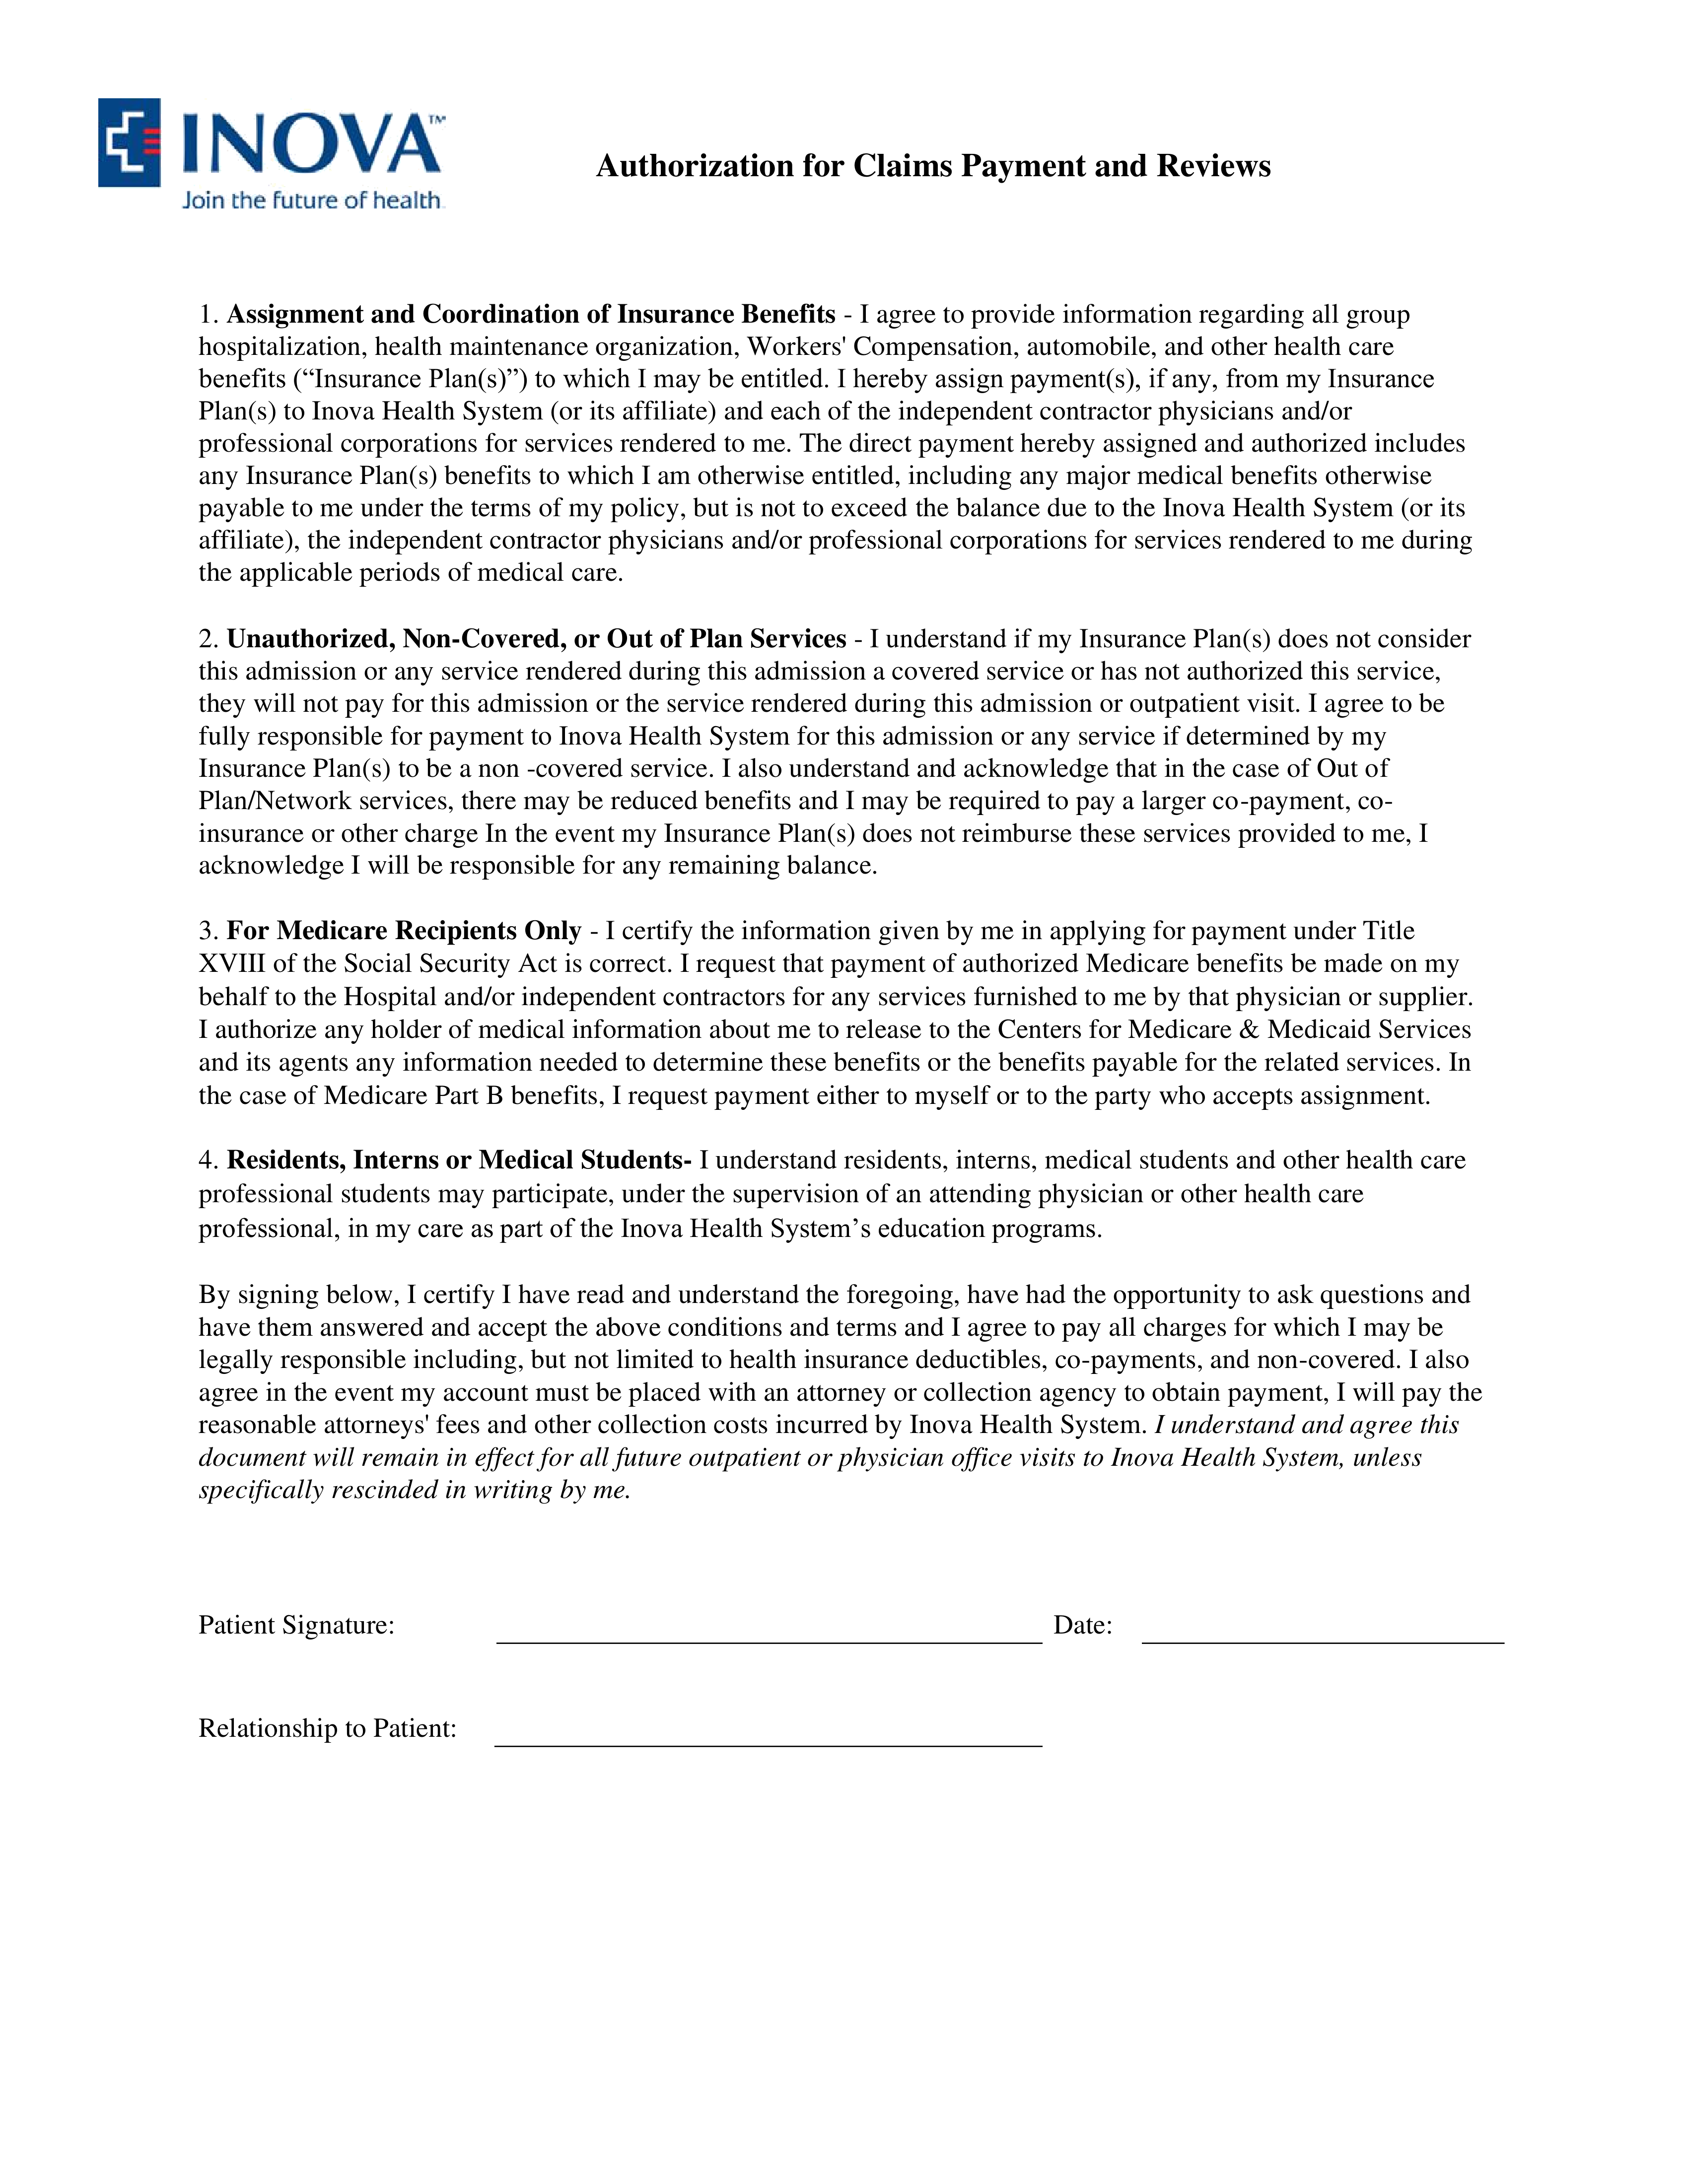 INOVA™
Join the future of health
Authorization for Claims Payment and Reviews
1. Assignment and Coordination of Insurance Benefits - I agree to provide information regarding all group
hospitalization, health maintenance organization, Workers' Compensation, automobile, and other health care
benefits (“Insurance Plan(s)”) to which I may be entitled. I hereby assign payment(s), if any, from my Insurance
Plan(s) to Inova Health System (or its affiliate) and each of the independent contractor physicians and/or
professional corporations for services rendered to me. The direct payment hereby assigned and authorized includes
any Insurance Plan(s) benefits to which I am otherwise entitled, including any major medical benefits otherwise
payable to me under the terms of my policy, but is not to exceed the balance due to the Inova Health System (or its
affiliate), the independent contractor physicians and/or professional corporations for services rendered to me during
the applicable periods of medical care.
2. Unauthorized, Non-Covered, or Out of Plan Services - I understand if my Insurance Plan(s) does not consider
this admission or any service rendered during this admission a covered service or has not authorized this service,
they will not pay for this admission or the service rendered during this admission or outpatient visit. I agree to be
fully responsible for payment to Inova Health System for this admission or any service if determined by my
Insurance Plan(s) to be a non -covered service. I also understand and acknowledge that in the case of Out of
Plan/Network services, there may be reduced benefits and I may be required to pay a larger co-payment, co-
insurance or other charge In the event my Insurance Plan(s) does not reimburse these services provided to me, I
acknowledge I will be responsible for any remaining balance.
3. For Medicare Recipients Only - I certify the information given by me in applying for payment under Title
XVIII of the Social Security Act is correct. I request that payment of authorized Medicare benefits be made on my
behalf to the Hospital and/or independent contractors for any services furnished to me by that physician or supplier.
I authorize any holder of medical information about me to release to the Centers for Medicare & Medicaid Services
and its agents any information needed to determine these benefits or the benefits payable for the related services. In
the case of Medicare Part B benefits, I request payment either to myself or to the party who accepts assignment.
4. Residents, Interns or Medical Students- I understand residents, interns, medical students and other health care
professional students may participate, under the supervision of an attending physician or other health care
professional, in my care as part of the Inova Health System’s education programs.
By signing below, I certify I have read and understand the foregoing, have had the opportunity to ask questions and
have them answered and accept the above conditions and terms and I agree to pay all charges for which I may be
legally responsible including, but not limited to health insurance deductibles, co-payments, and non-covered. I also
agree in the event my account must be placed with an attorney or collection agency to obtain payment, I will pay the
reasonable attorneys' fees and other collection costs incurred by Inova Health System. I understand and agree this
document will remain in effect for all future outpatient or physician office visits to Inova Health System, unless
specifically rescinded in writing by me.
Patient Signature: Date:
Relationship to Patient: